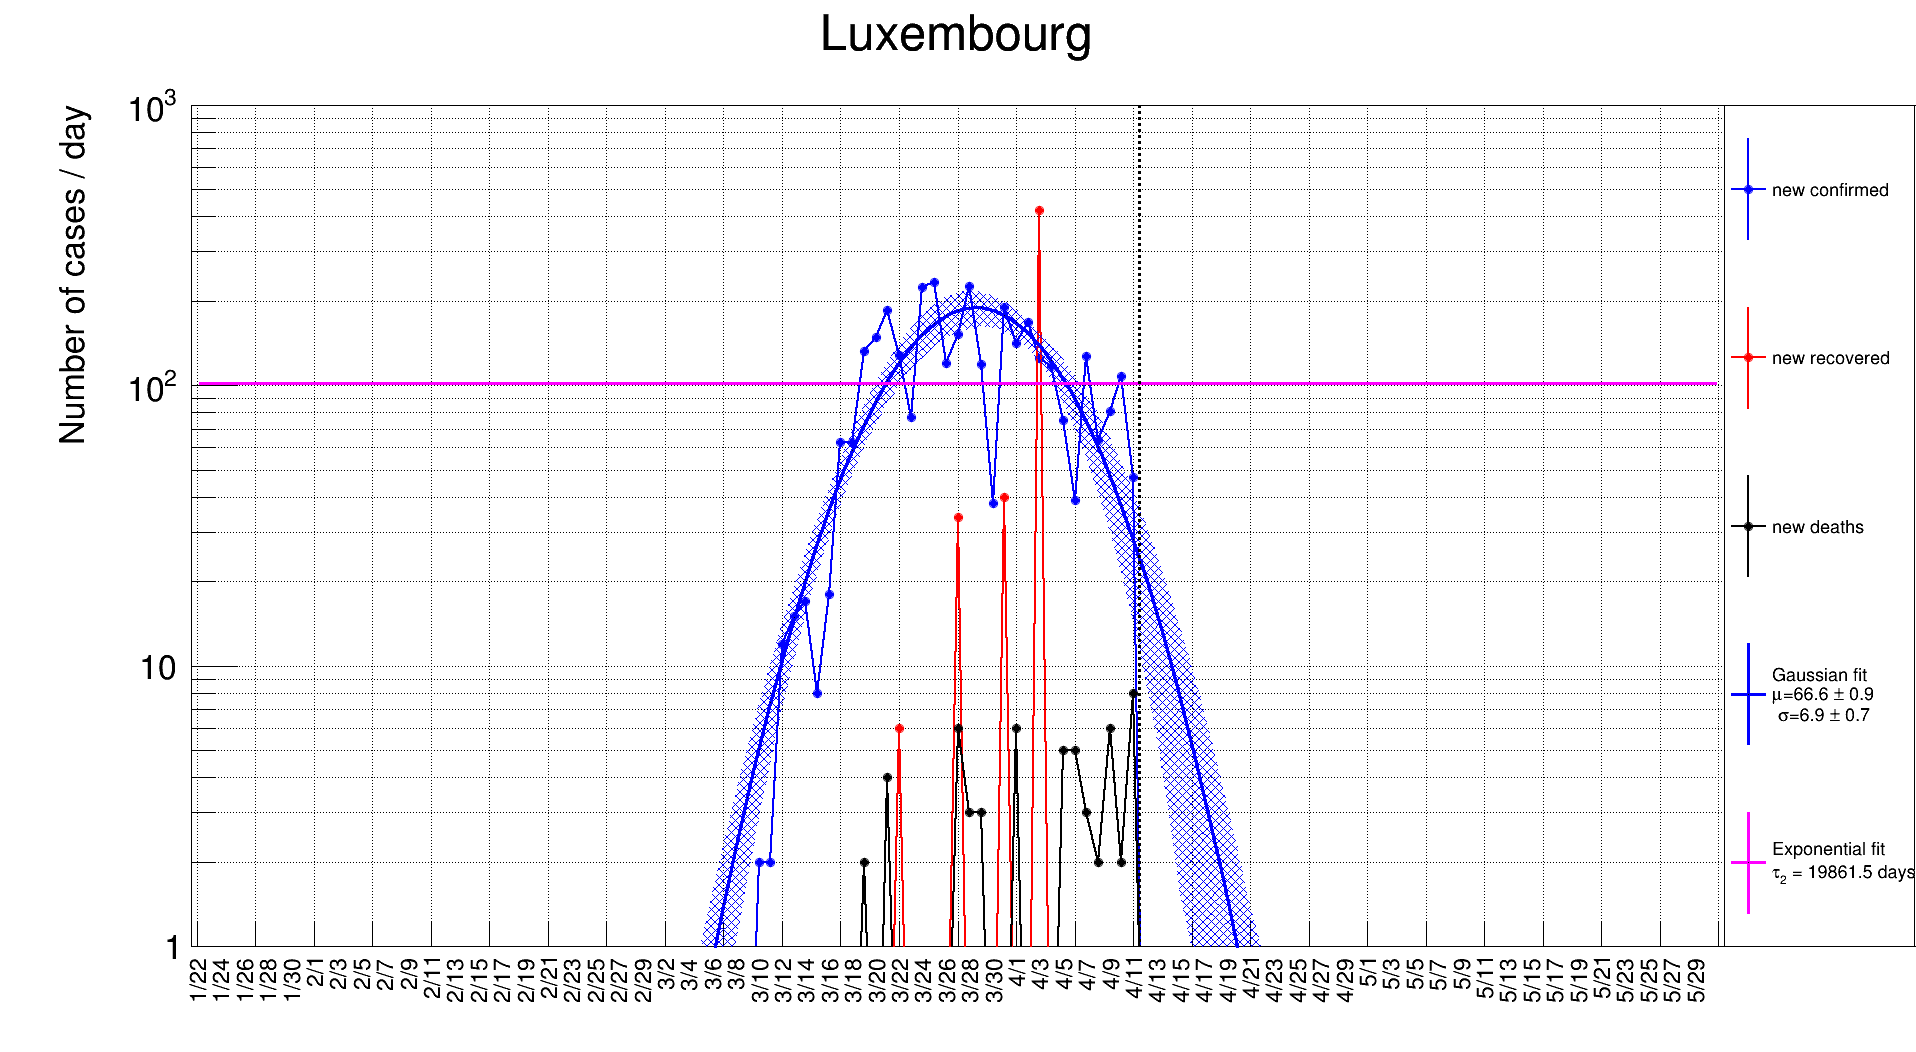 Luxembourg
Number of cases / day
10³
10²
10
1
1/22 1/24 1/26 1/28 1/30 2/1 2/3 2/5 2/7 2/9 2/11 2/13 2/15 2/17 2/19 2/21 2/23 2/25 2/27 2/29 3/2 3/4 3/6 3/8 3/10 3/12 3/14 3/16 3/18 3/20 3/22 3/24 3/26 3/28 3/30 4/1 4/3 4/5 4/7 4/9 4/11 4/13 4/15 4/17 4/19 4/21 4/23 4/25 4/27 4/29 5/1 5/3 5/5 5/7 5/9 5/11 5/13 5/15 5/17 5/19 5/21 5/23 5/25 5/27 5/29
new confirmed
new recovered
new deaths
Gaussian fit
μ=66.6 ± 0.9
σ=6.9 ± 0.7
Exponential fit
τ₂ = 19861.5 days